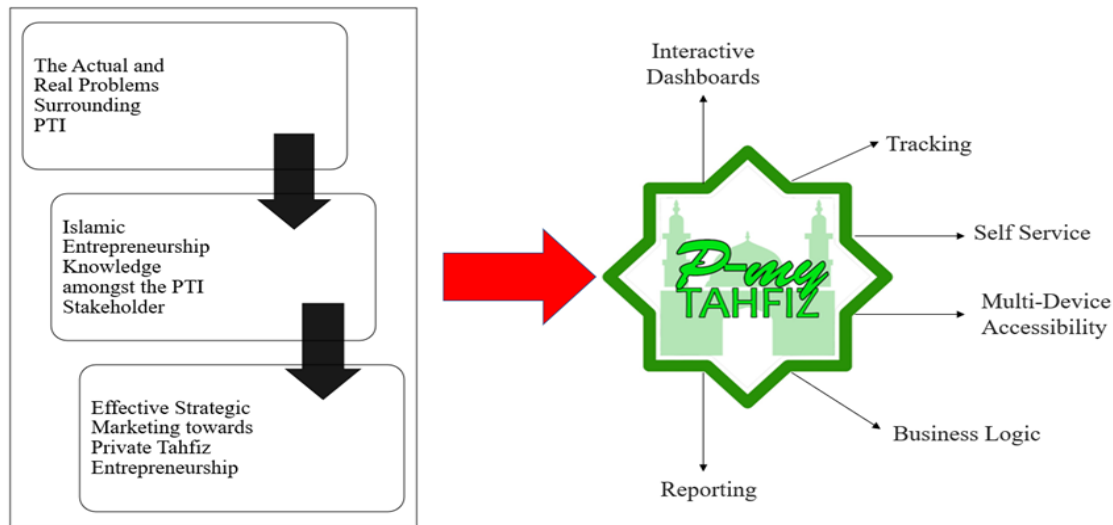 The Actual and
Real Problems
Surrounding
PTI
Islamic
Entrepreneurship
Knowledge
amongst the PTI
Stakeholder
Effective Strategic
Marketing towards
Private Tahfiz
Entrepreneurship
Interactive
Dashboards
Tracking
Self Service
Multi-Device
Accessibility
Business Logic
Reporting
P-my
TAHFIZ